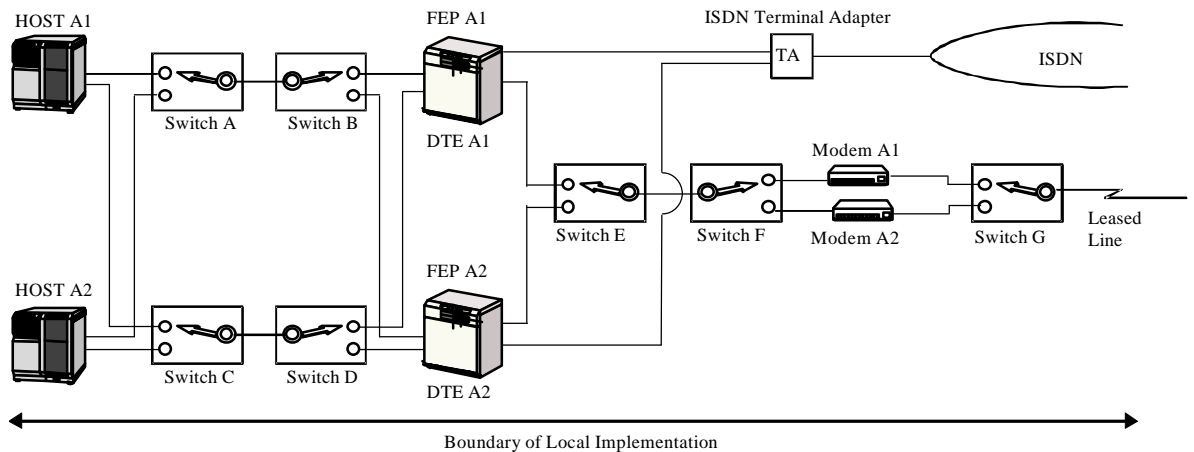 HOST A1
FEP A1
ISDN Terminal Adapter
TA
ISDN
Switch A
Switch B
DTE A1
Modem A1
Switch E
Switch F
Modem A2
Switch G
Leased
Line
HOST A2
FEP A2
Switch C
Switch D
DTE A2
Boundary of Local Implementation